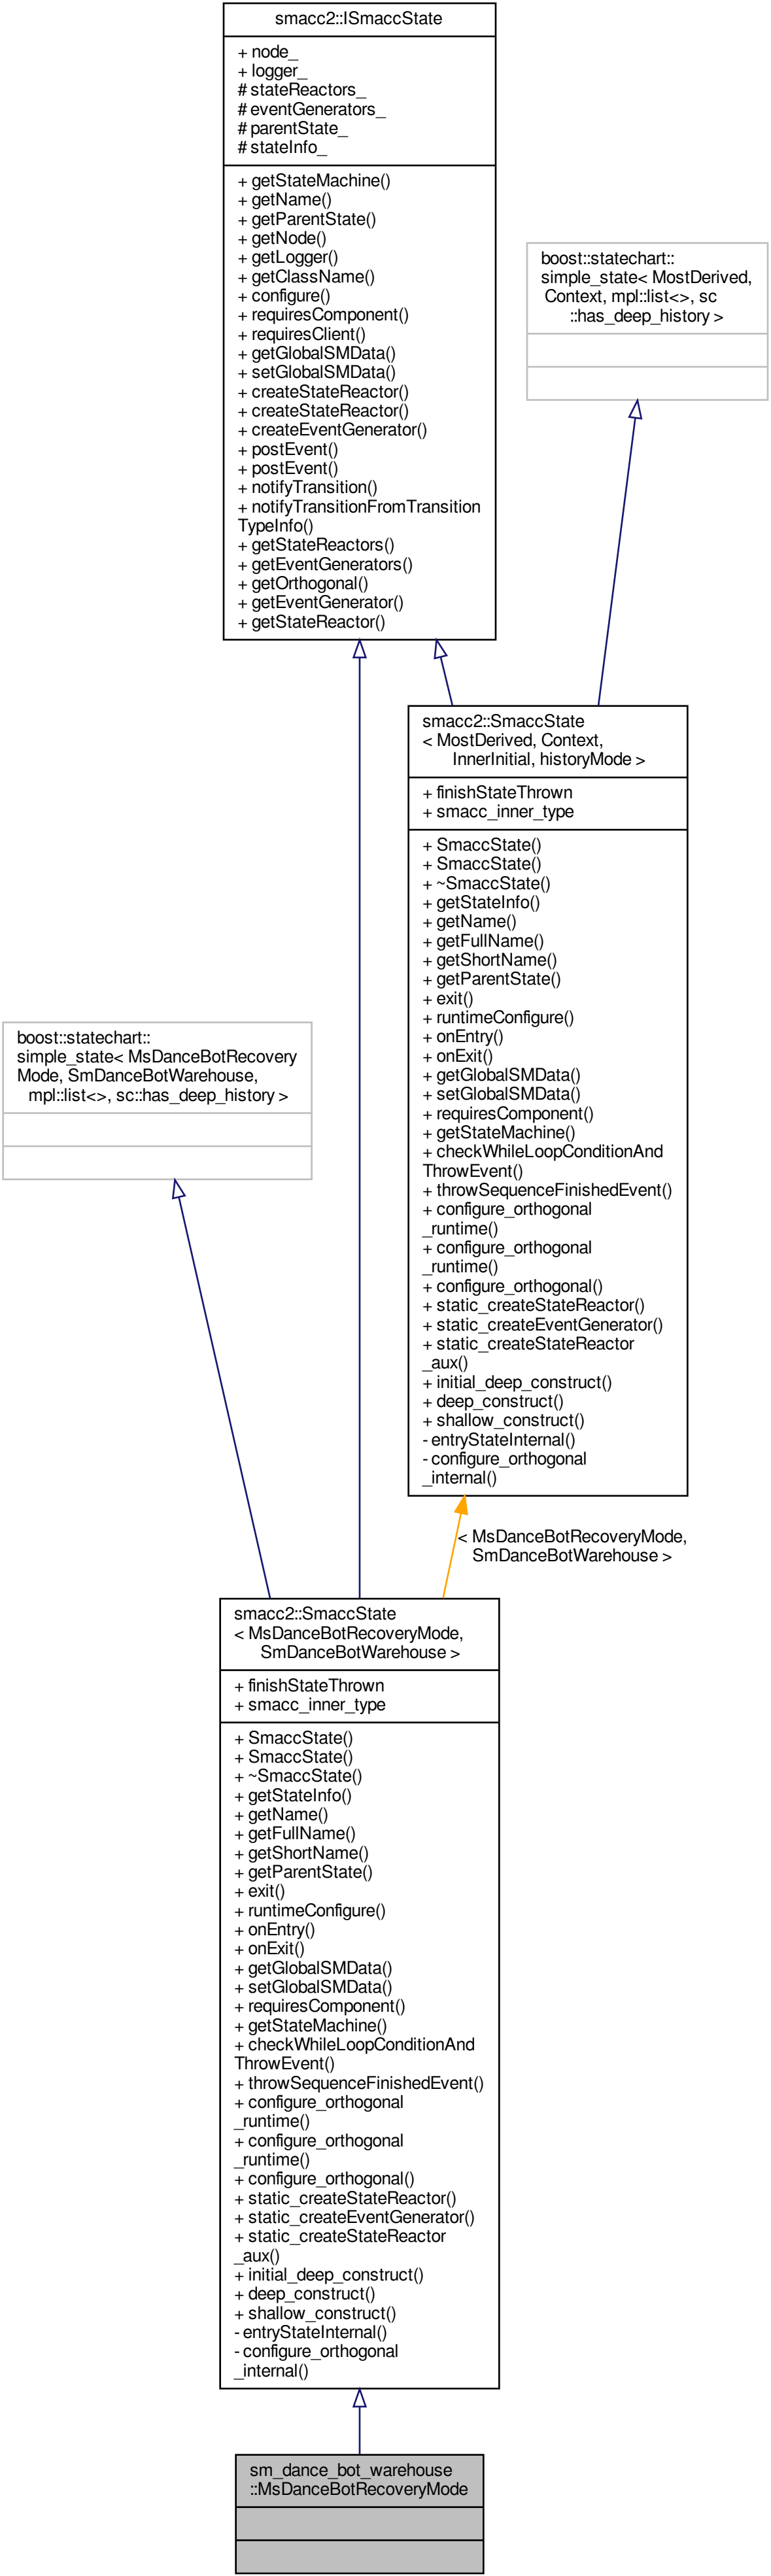 smacc2::ISmaccState
+ node_
+ logger_
# stateReactors_
# eventGenerators_
# parentState_
# stateInfo_
+ getStateMachine()
+ getName()
+ getParentState()
+ getNode()
+ getLogger()
+ getClassName()
+ configure()
+ requiresComponent()
+ requiresClient()
+ getGlobalSMData()
+ setGlobalSMData()
+ createStateReactor()
+ createStateReactor()
+ createEventGenerator()
+ postEvent()
+ postEvent()
+ notifyTransition()
+ notifyTransitionFromTransition
TypeInfo()
+ getStateReactors()
+ getEventGenerators()
+ getOrthogonal()
+ getEventGenerator()
+ getStateReactor()
boost::statechart::
simple_state< MostDerived,
Context, mpl::list<>, sc
::has_deep_history >
smacc2::SmaccState
< MostDerived, Context,
InnerInitial, historyMode >
+ finishStateThrown
+ smacc_inner_type
+ SmaccState()
+ SmaccState()
+ ~SmaccState()
+ getStateInfo()
+ getName()
+ getFullName()
+ getShortName()
+ getParentState()
+ exit()
+ runtimeConfigure()
+ onEntry()
+ onExit()
+ getGlobalSMData()
+ setGlobalSMData()
+ requiresComponent()
+ getStateMachine()
+ checkWhileLoopConditionAnd
ThrowEvent()
+ throwSequenceFinishedEvent()
+ configure_orthogonal
_runtime()
+ configure_orthogonal
_runtime()
+ configure_orthogonal()
+ static_createStateReactor()
+ static_createEventGenerator()
+ static_createStateReactor
_aux()
+ initial_deep_construct()
+ deep_construct()
+ shallow_construct()
- entryStateInternal()
- configure_orthogonal
_internal()
boost::statechart::
simple_state< MsDanceBotRecovery
Mode, SmDanceBotWarehouse,
mpl::list<>, sc::has_deep_history >
< MsDanceBotRecoveryMode,
SmDanceBotWarehouse >
smacc2::SmaccState
< MsDanceBotRecoveryMode,
SmDanceBotWarehouse >
+ finishStateThrown
+ smacc_inner_type
+ SmaccState()
+ SmaccState()
+ ~SmaccState()
+ getStateInfo()
+ getName()
+ getFullName()
+ getShortName()
+ getParentState()
+ exit()
+ runtimeConfigure()
+ onEntry()
+ onExit()
+ getGlobalSMData()
+ setGlobalSMData()
+ requiresComponent()
+ getStateMachine()
+ checkWhileLoopConditionAnd
ThrowEvent()
+ throwSequenceFinishedEvent()
+ configure_orthogonal
_runtime()
+ configure_orthogonal
_runtime()
+ configure_orthogonal()
+ static_createStateReactor()
+ static_createEventGenerator()
+ static_createStateReactor
_aux()
+ initial_deep_construct()
+ deep_construct()
+ shallow_construct()
- entryStateInternal()
- configure_orthogonal
_internal()
sm_dance_bot_warehouse
::MsDanceBotRecoveryMode